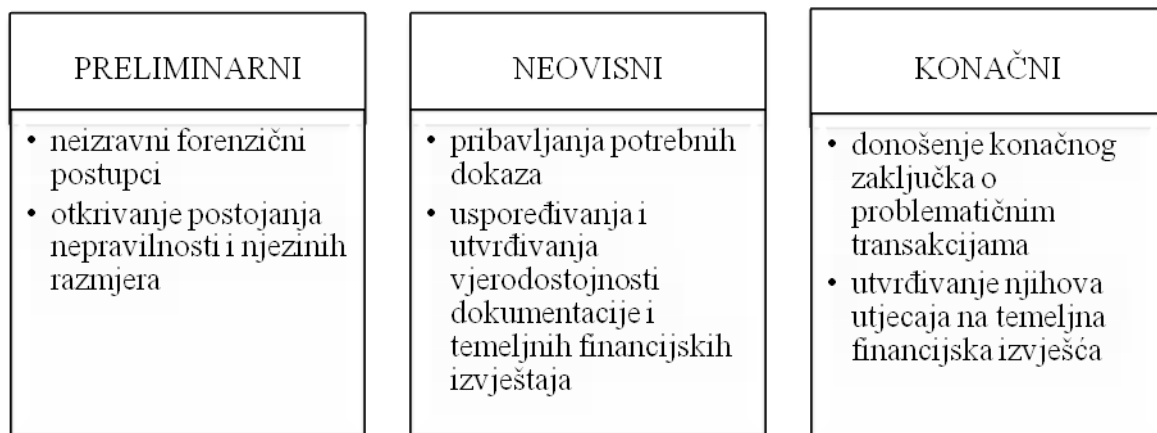 PRELIMINARNI
• neizravni forenzični
postupci
• otkrivanje postojanja
nepravilnosti i njezinih
razmjera
NEOVISNI
• pribavljanja potrebnih
dokaza
• uspoređivanja i
utvrđivanja
vjerodostojnosti
dokumentacije i
temeljnih financijskih
izvještaja
KONAČNI
• donošenje konačnog
zaključka o
problematičnim
transakcijama
• utvrđivanje njihova
utjecaja na temeljna
financijska izvješća